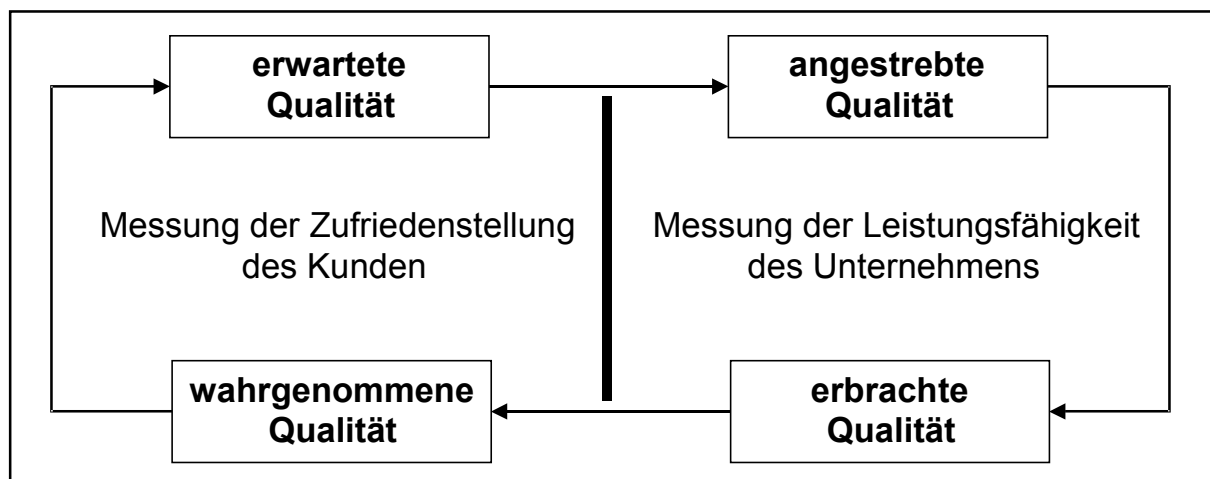 erwartete
Qualität
angestrebte
Qualität
Messung der Zufriedenstellung
des Kunden
Messung der Leistungsfähigkeit
des Unternehmens
wahrgenommene
Qualität
erbrachte
Qualität